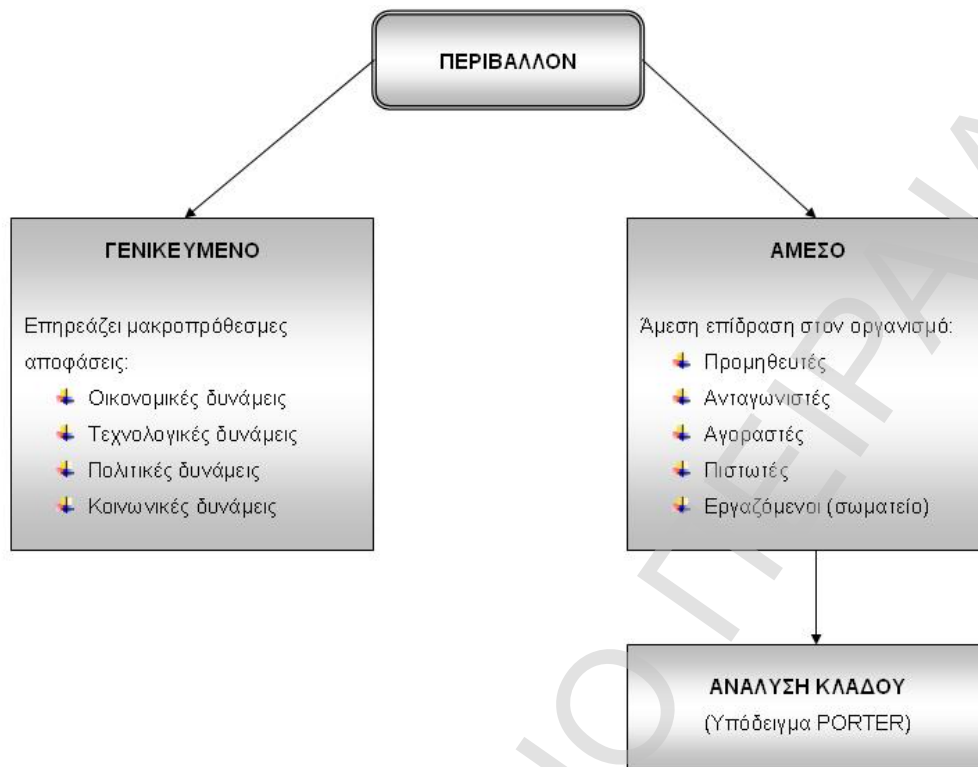 ΠΕΡΙΒΑΛΛΟΝ
ΓΕΝΙΚΕΥΜΕΝΟ
Επηρεάζει μακροπρόθεσμες
αποφάσεις:
Οικονομικές δυνάμεις
Τεχνολογικές δυνάμεις
Πολιτικές δυνάμεις
Κοινωνικές δυνάμεις
ΑΜΕΣΟ
Άμεση επίδραση στον οργανισμό:
Προμηθευτές
Ανταγωνιστές
Αγοραστές
Πιστωτές
Εργαζόμενοι (σωματείο)
ΑΝΑΛΥΣΗ ΚΛΑΔΟΥ
(Υπόδειγμα PORTER)